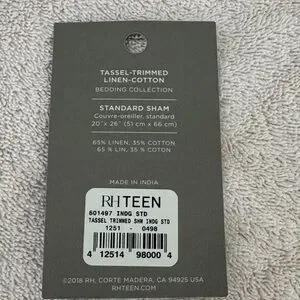 TASSEL-TRIMMED
LINEN-COTTON
BEDDING COLLECTION
STANDARD SHAM
Couvre-oreiller, standard
20" x 26" (51 cm x 66 cm)
65% LINEN, 35% COTTON
65 % LIN, 35 % COTON
MADE IN INDIA
RH TEEN
601497 INDG STD
TASSEL TRIMMED SHM INDG STD
1251 - 0498
4 12514 98000 4
©2018 RH, CORTE MADERA, CA 94925 USA
RHTEEN.COM